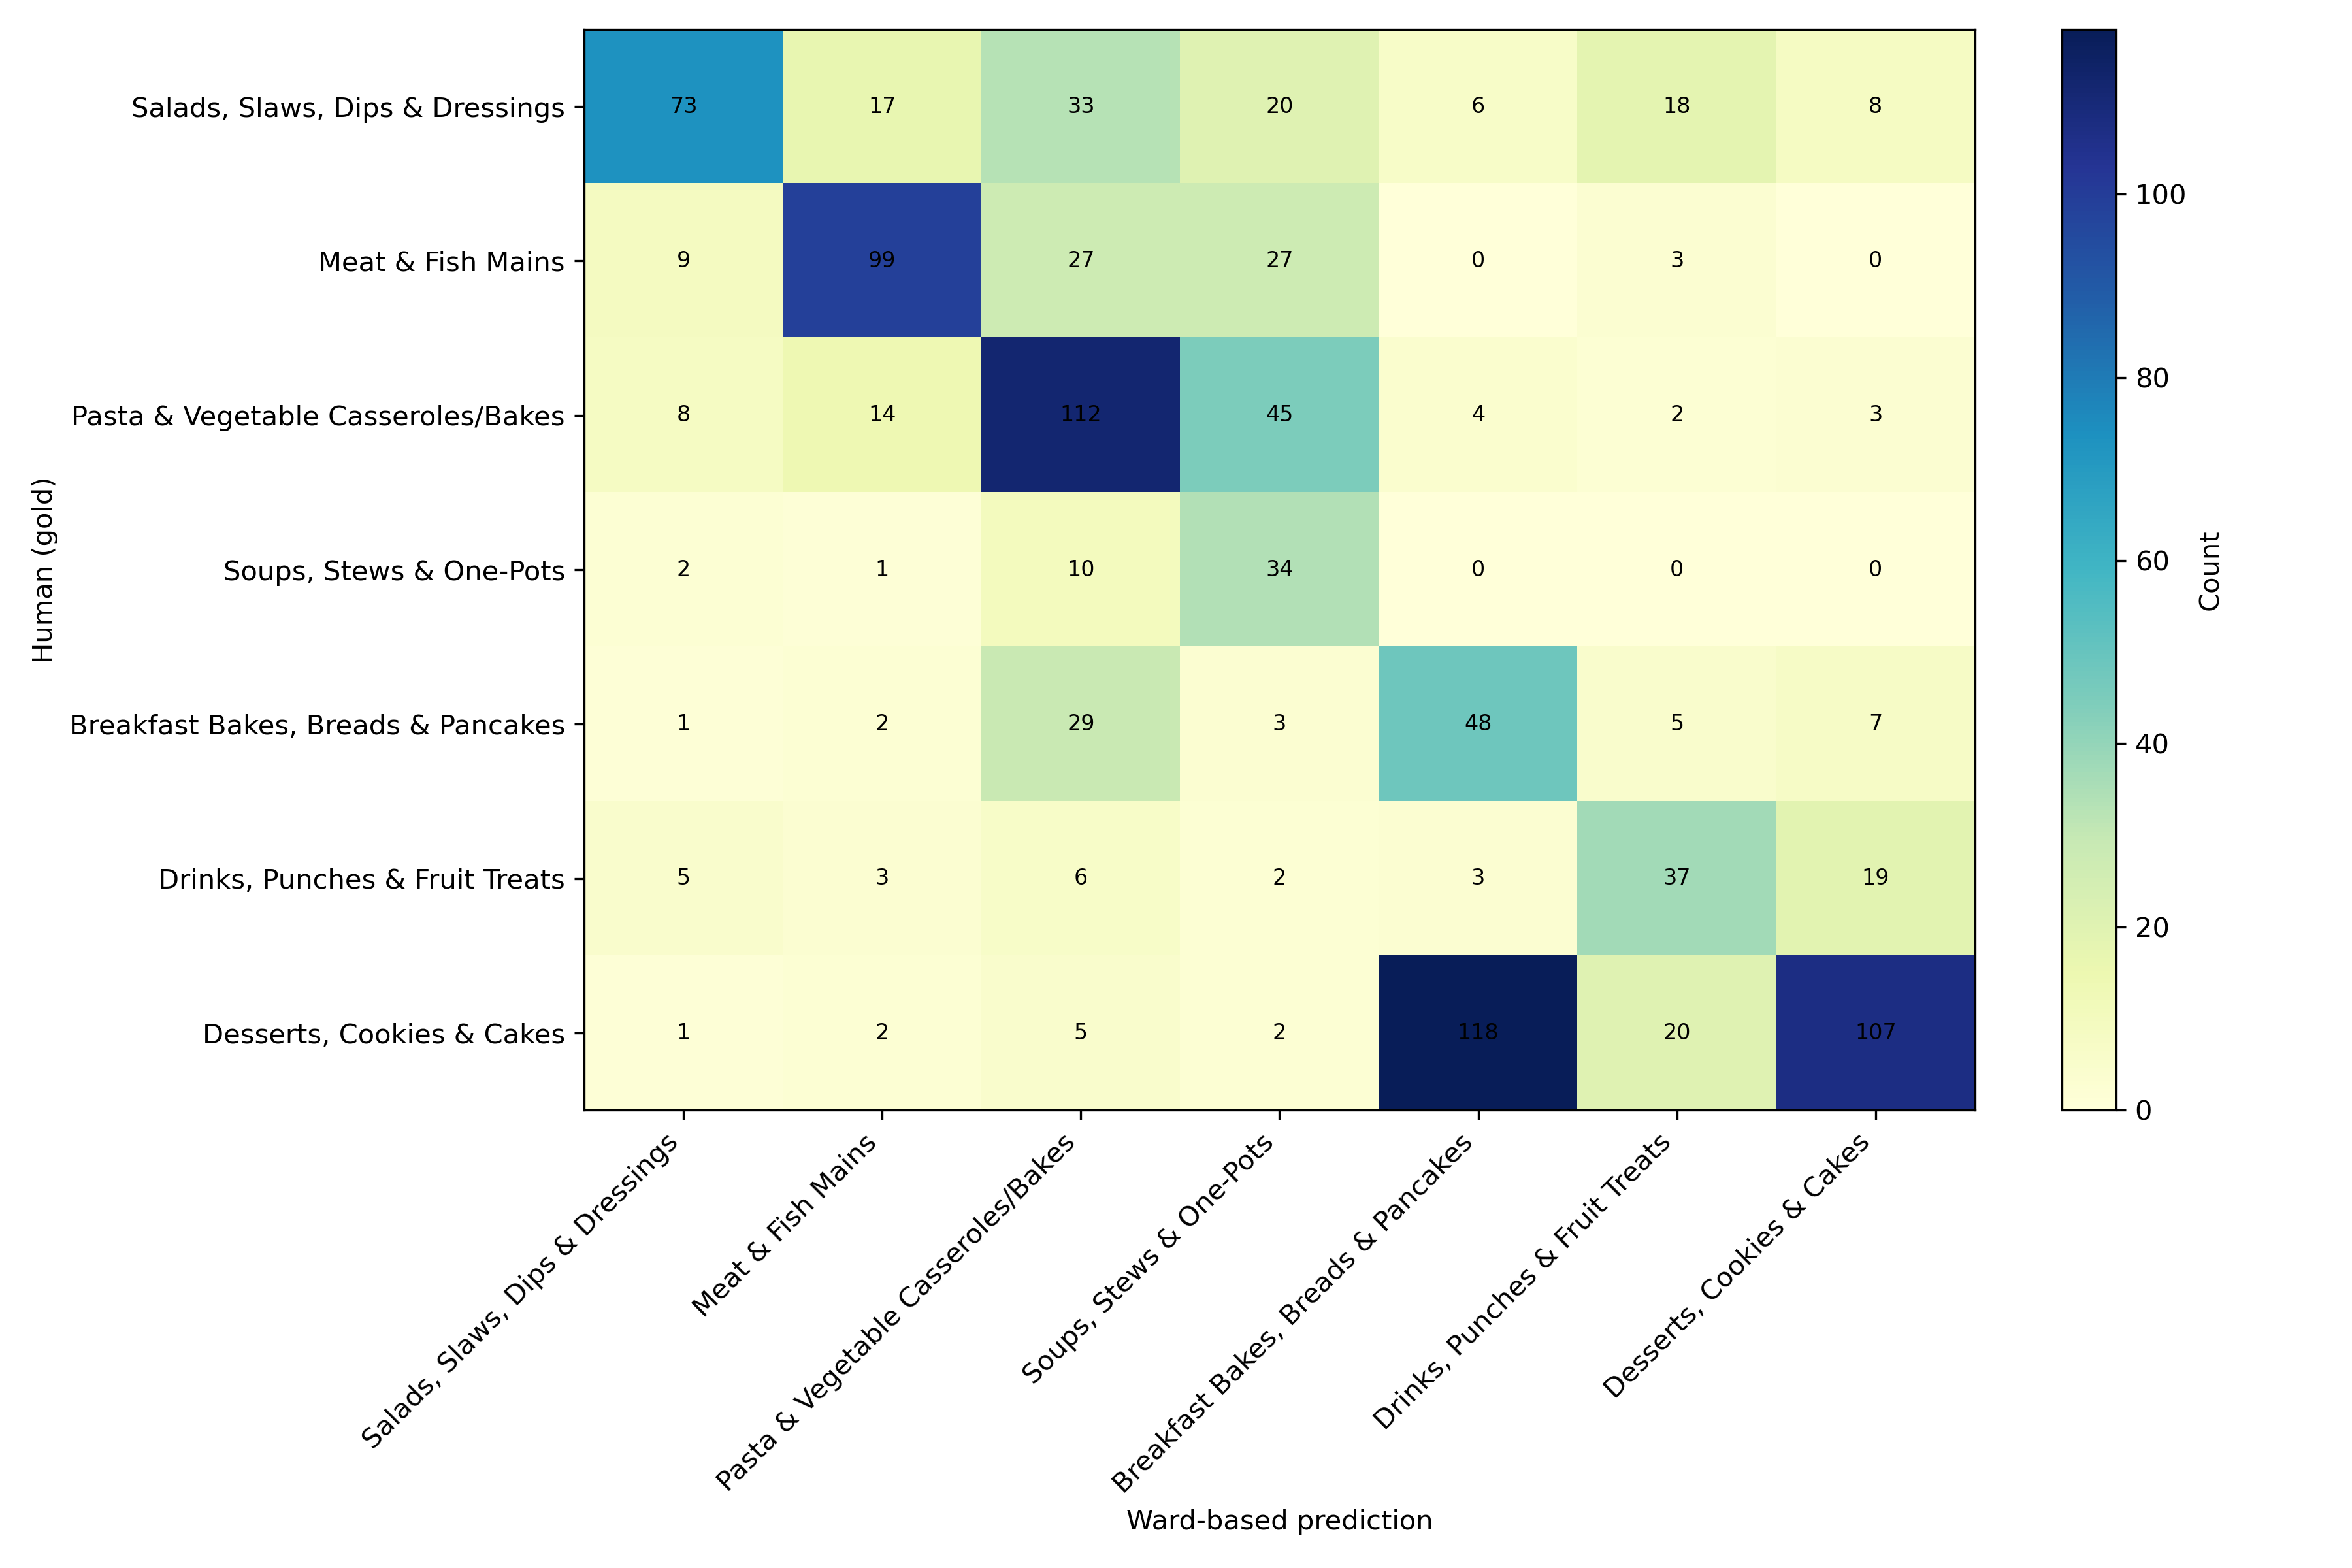 Salads, Slaws, Dips & Dressings 73 17 33 20 6 18 8
Meat & Fish Mains 9 99 27 27 0 3 0
Pasta & Vegetable Casseroles/Bakes 8 14 112 45 4 2 3
Soups, Stews & One-Pots 2 1 10 34 0 0 0
Breakfast Bakes, Breads & Pancakes 1 2 29 3 48 5 7
Drinks, Punches & Fruit Treats 5 3 6 2 3 37 19
Desserts, Cookies & Cakes 1 2 5 2 118 20 107
Human (gold)
Salads, Slaws, Dips & Dressings
Meat & Fish Mains
Pasta & Vegetable Casseroles/Bakes
Soups, Stews & One-Pots
Breakfast Bakes, Breads & Pancakes
Drinks, Punches & Fruit Treats
Desserts, Cookies & Cakes
Ward-based prediction
100
80
60
40
20
0
Count